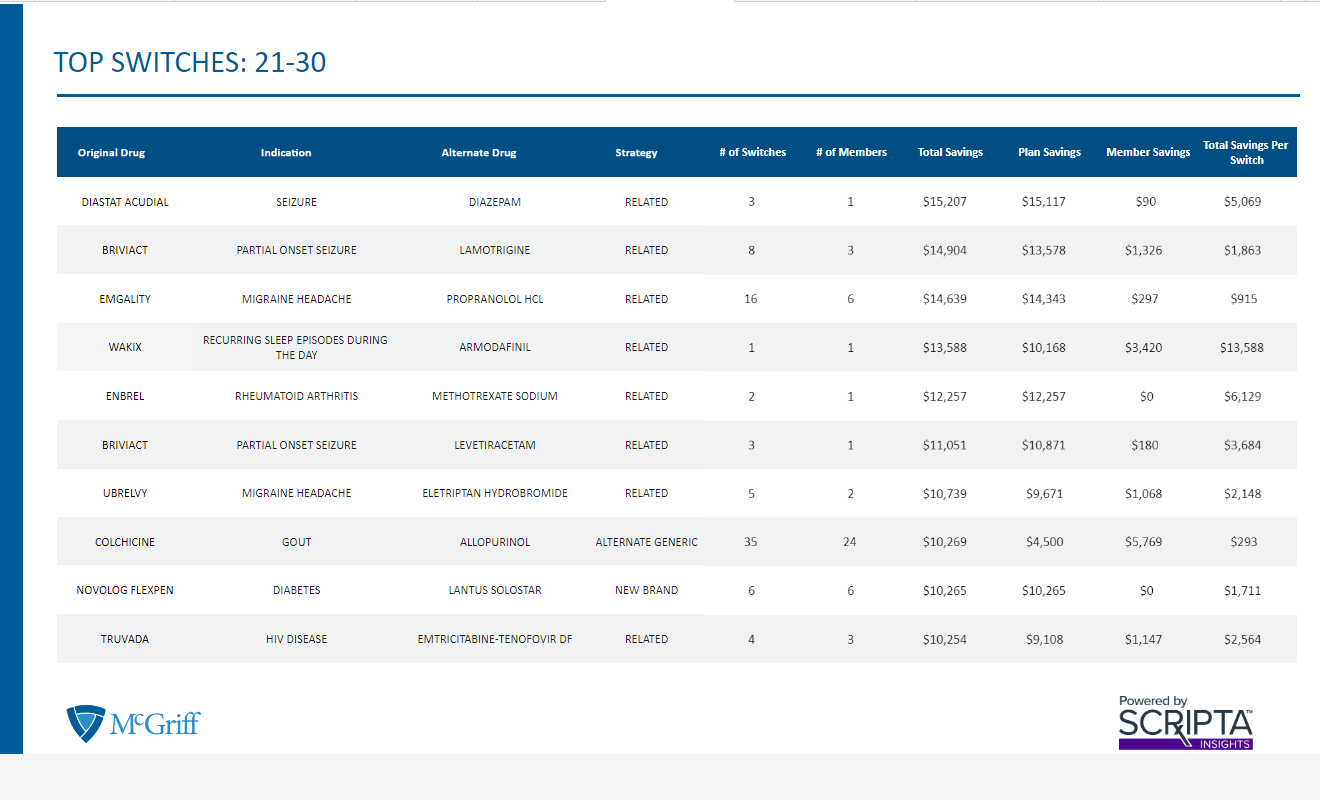 TOP SWITCHES: 21-30
Original Drug Indication Alternate Drug Strategy # of Switches # of Members Total Savings Plan Savings Member Savings Total Savings Per Switch
DIASTAT ACUDIAL SEIZURE DIAZEPAM RELATED 3 1 $15,207 $15,117 $90 $5,069
BRIVIACT PARTIAL ONSET SEIZURE LAMOTRIGINE RELATED 8 3 $14,904 $13,578 $1,326 $1,863
EMGALITY MIGRAINE HEADACHE PROPRANOLOL HCL RELATED 16 6 $14,639 $14,343 $297 $915
WAKIX RECURRING SLEEP EPISODES DURING THE DAY ARMODAFINIL RELATED 1 1 $13,588 $10,168 $3,420 $13,588
ENBREL RHEUMATOID ARTHRITIS METHOTREXATE SODIUM RELATED 2 1 $12,257 $12,257 $0 $6,129
BRIVIACT PARTIAL ONSET SEIZURE LEVETIRACETAM RELATED 3 1 $11,051 $10,871 $180 $3,684
UBRELVY MIGRAINE HEADACHE ELETRIPTAN HYDROBROMIDE RELATED 5 2 $10,739 $9,671 $1,068 $2,148
COLCHICINE GOUT ALLOPURINOL ALTERNATE GENERIC 35 24 $10,269 $4,500 $5,769 $293
NOVOLOG FLEXPEN DIABETES LANTUS SOLOSTAR NEW BRAND 6 6 $10,265 $10,265 $0 $1,711
TRUVADA HIV DISEASE EMTRICITABINE-TENOFOVIR DF RELATED 4 3 $10,254 $9,108 $1,147 $2,564
McGriff
Powered by
SCRIPTA™
INSIGHTS